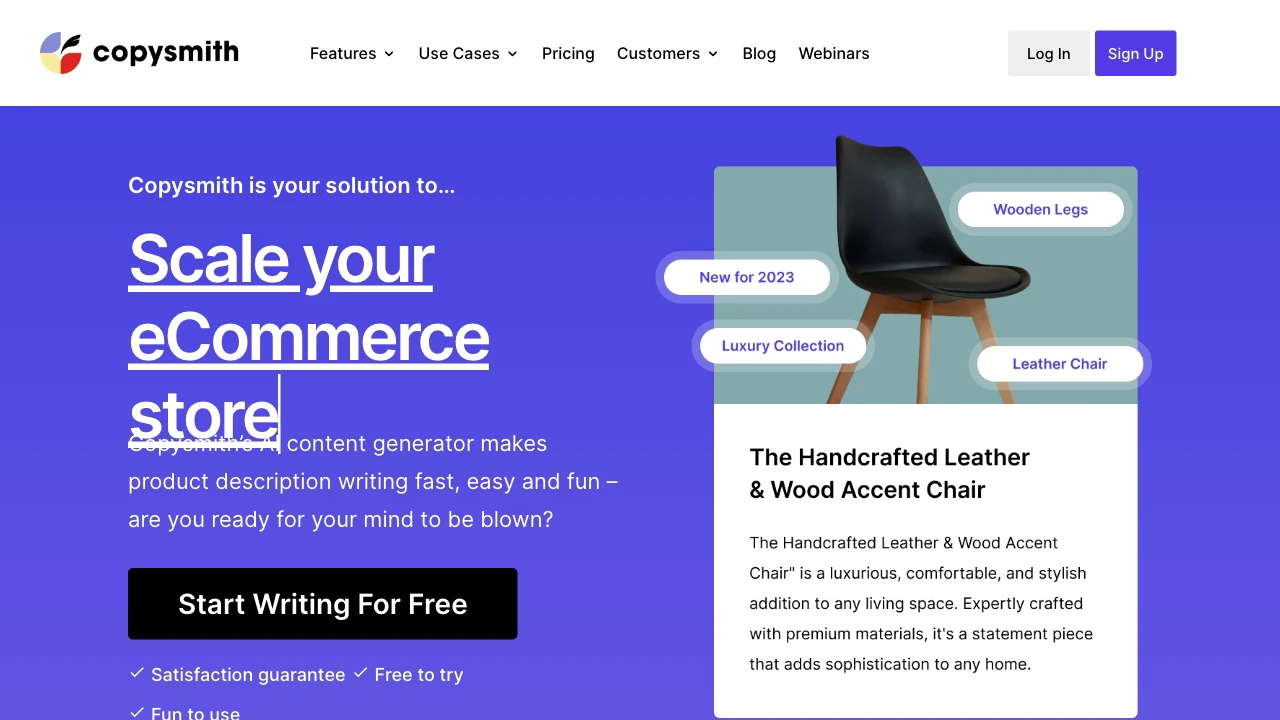 copysmith
Features
Use Cases
Pricing
Customers
Blog
Webinars
Log In
Sign Up
Copysmith is your solution to...
Scale your
eCommerce
store
Copysmith's AI content generator makes
product description writing fast, easy and fun –
are you ready for your mind to be blown?
Start Writing For Free
Satisfaction guarantee
Free to try
Fun to use
Wooden Legs
New for 2023
Luxury Collection
Leather Chair
The Handcrafted Leather
& Wood Accent Chair
The Handcrafted Leather & Wood Accent
Chair" is a luxurious, comfortable, and stylish
addition to any living space. Expertly crafted
with premium materials, it's a statement piece
that adds sophistication to any home.